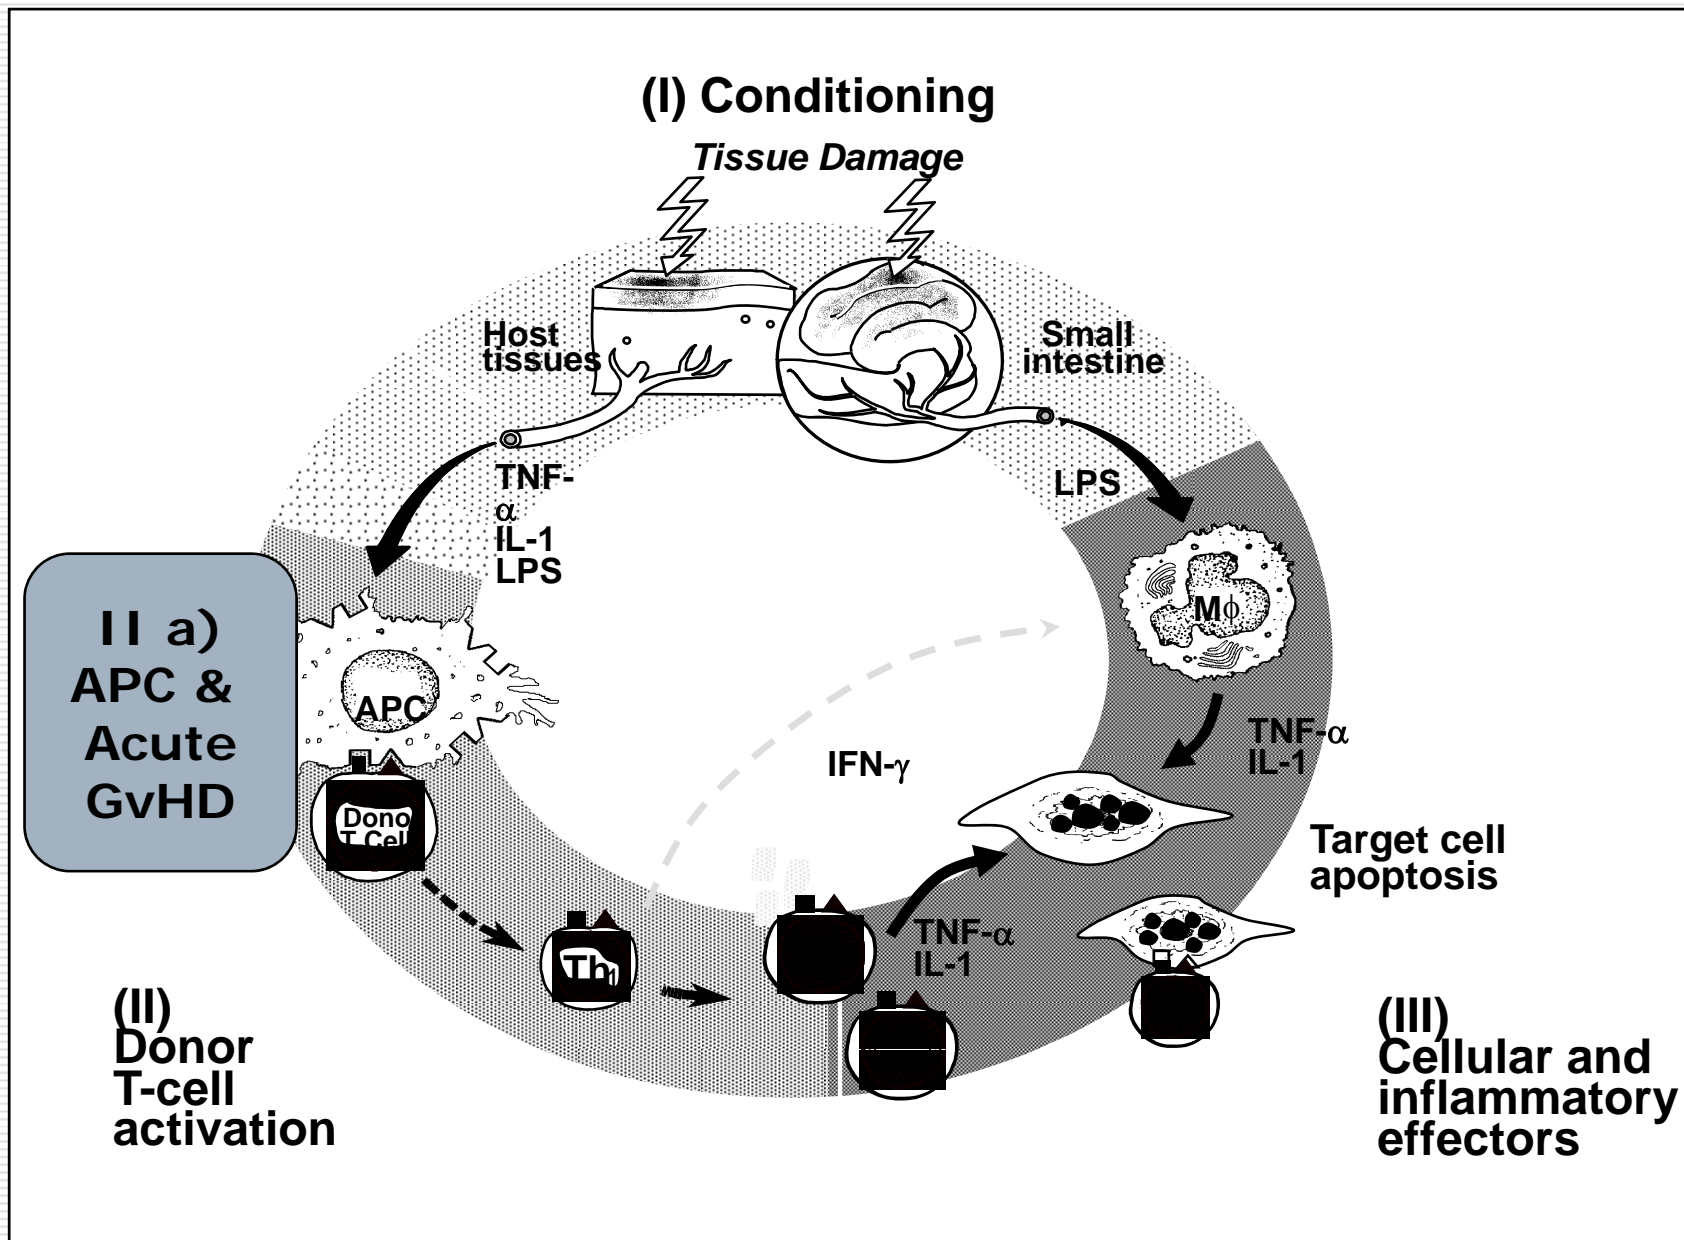 (I) Conditioning
Tissue Damage
Host
tissues
Small
intestine
TNF-
α
IL-1
LPS
LPS
Mϕ
II a)
APC &
Acute
GvHD
APC
TNF-α
IL-1
IFN-γ
Dono
T Cell
Target cell
apoptosis
TNF-α
IL-1
Th1
(II)
Donor
T-cell
activation
(III)
Cellular and
inflammatory
effectors